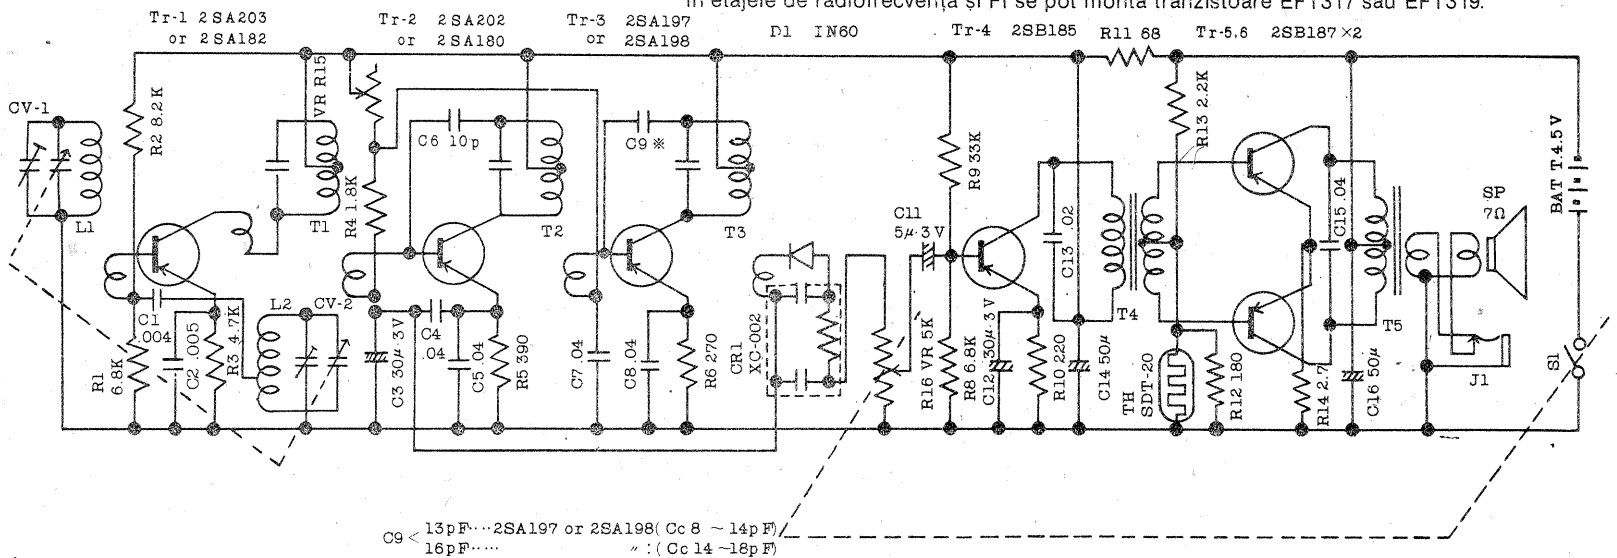 în etajele de radiofrecvență și FI se pot monta tranzistoare EFT317 sau EFT319.
Tr-1 2SA203
or 2SA182
Tr-2 2SA202
or 2SA180
Tr-3 2SA197
or 2SA198
D1 IN60
Tr-4 2SB185
R11 68
Tr-5,6 2SB187×2
CV-1
R2 8.2K
VR R15
C6 10p
C9 ※
R9 33K
R13 2.2K
BAT T.4.5V
L1
T1
R4 1.8K
T2
T3
C11
5μ·3V
C13 .02
T4
C15 .04
T5
SP
7Ω
C1
.004
L2
CV-2
R1
6.8K
C2 .005
R3 4.7K
C3 30μ·3V
C4
.04
C5 .04
R5 390
C7 .04
C8 .04
R6 270
CR1
XC-002
R16 VR 5K
R8 6.8K
C12 30μ·3V
R10 220
C14 50μ
TH
SDT-20
R12 180
R14 2.7
C16 50μ
J1
S1
C9 < 13pF····2SA197 or 2SA198(Cc 8 ~ 14pF)
16pF····· 〃 :(Cc 14 ~18pF)